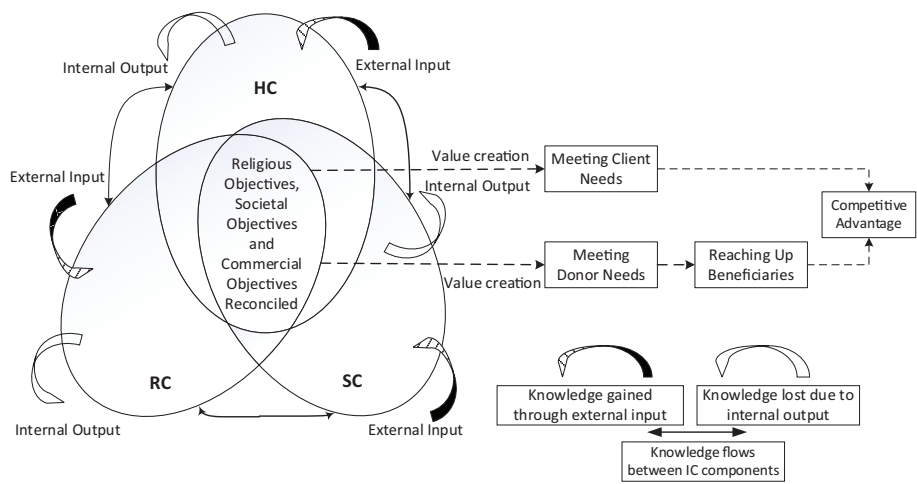 Internal Output
External Input
HC
External Input
Religious
Objectives,
Societal
Objectives
and
Commercial
Objectives
Reconciled
Value creation
Internal Output
Meeting Client
Needs
Competitive
Advantage
Value creation
Meeting
Donor Needs
Reaching Up
Beneficiaries
RC
SC
Internal Output
External Input
Knowledge gained
through external input
Knowledge lost due to
internal output
Knowledge flows
between IC components